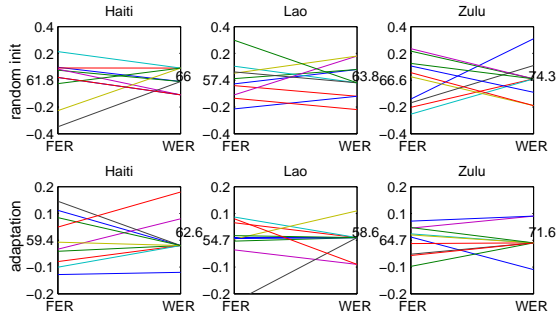 Haiti Lao Zulu
random init
0.4 0.4 0.4
0.2 0.2 0.2
61.8 66 57.4 63.8 66.6 74.3
−0.2 −0.2 −0.2
−0.4 −0.4 −0.4
FER WER FER WER FER WER
Haiti Lao Zulu
adaptation
0.2 0.2 0.2
0.1 0.1 0.1
59.4 62.6 54.7 58.6 64.7 71.6
−0.1 −0.1 −0.1
−0.2 −0.2 −0.2
FER WER FER WER FER WER